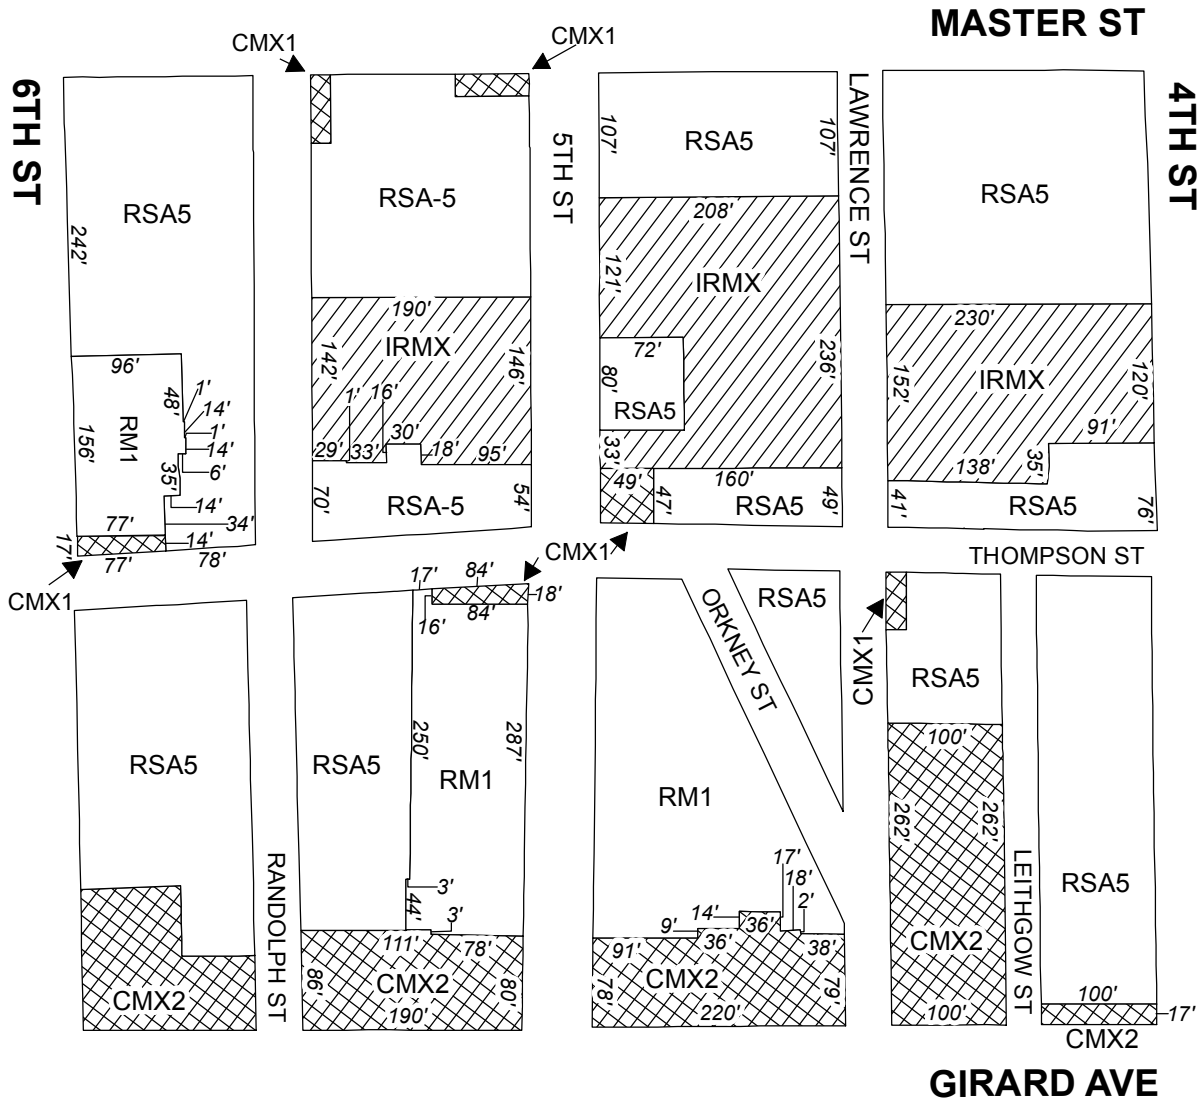 MASTER ST
CMX1
CMX1
6TH ST
5TH ST
LAWRENCE ST
4TH ST
RSA5
242'
96'
48'
1'
14'
1'
14'
6'
35'
14'
34'
RM1
156'
77'
14'
17'
77'
78'
CMX1
RSA-5
190'
IRMX
142'
146'
1'
16'
30'
29'
33'
18'
95'
70'
RSA-5
54'
107'
RSA5
107'
208'
121'
IRMX
72'
236'
80'
RSA5
33'
49'
160'
47'
RSA5
49'
CMX1
RSA5
230'
152'
IRMX
120'
91'
138'
35'
41'
RSA5
76'
THOMPSON ST
RSA5
CMX2
RANDOLPH ST
17'
84'
18'
16'
84'
RSA5
250'
RM1
287'
3'
44'
3'
111'
78'
86'
CMX2
80'
190'
ORKNEY ST
RSA5
RM1
17'
18'
2'
14'
36'
9'
91'
36'
38'
78'
CMX2
79'
220'
CMX1
RSA5
100'
262'
262'
CMX2
100'
LEITHGOW ST
RSA5
100'
17'
CMX2
GIRARD AVE